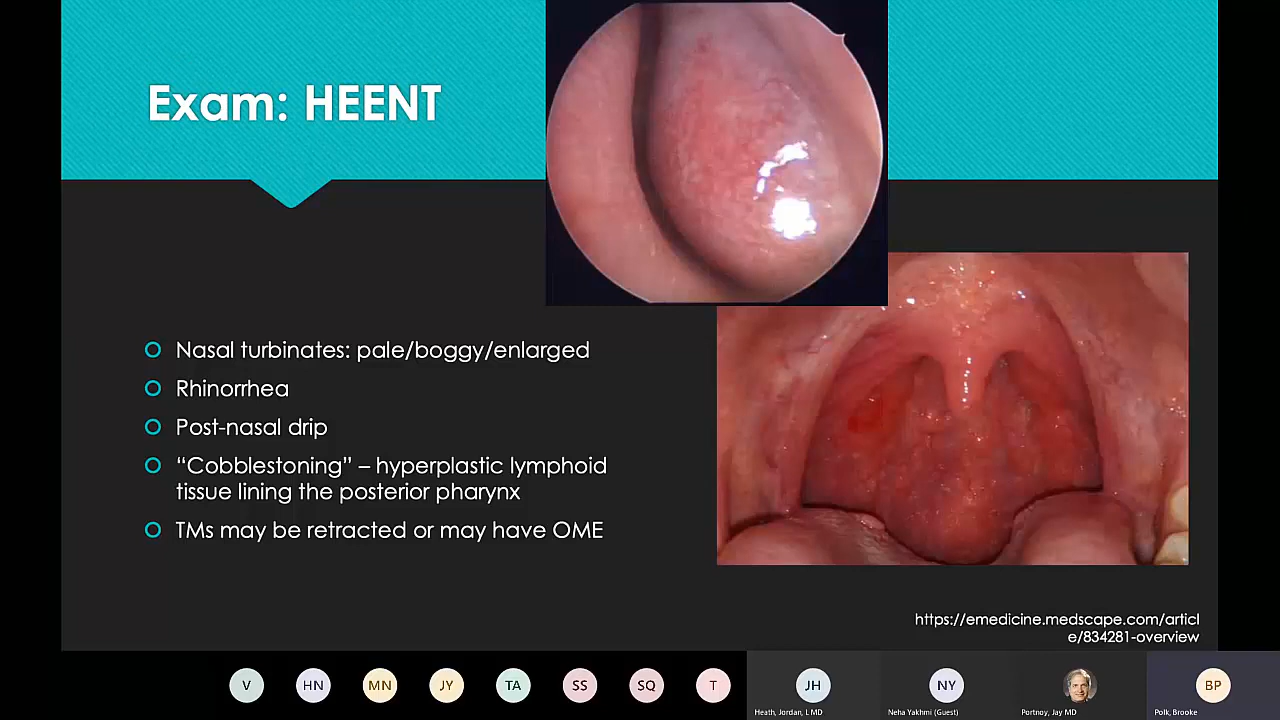 Exam: HEENT
Nasal turbinates: pale/boggy/enlarged
Rhinorrhea
Post-nasal drip
“Cobblestoning” – hyperplastic lymphoid
tissue lining the posterior pharynx
TMs may be retracted or may have OME
https://emedicine.medscape.com/articl
e/834281-overview
V
HN
MN
JY
TA
SS
SQ
T
JH
NY
BP
Heath, Jordan, L MD
Neha Yakhmi (Guest)
Portnoy, Jay MD
Polk, Brooke